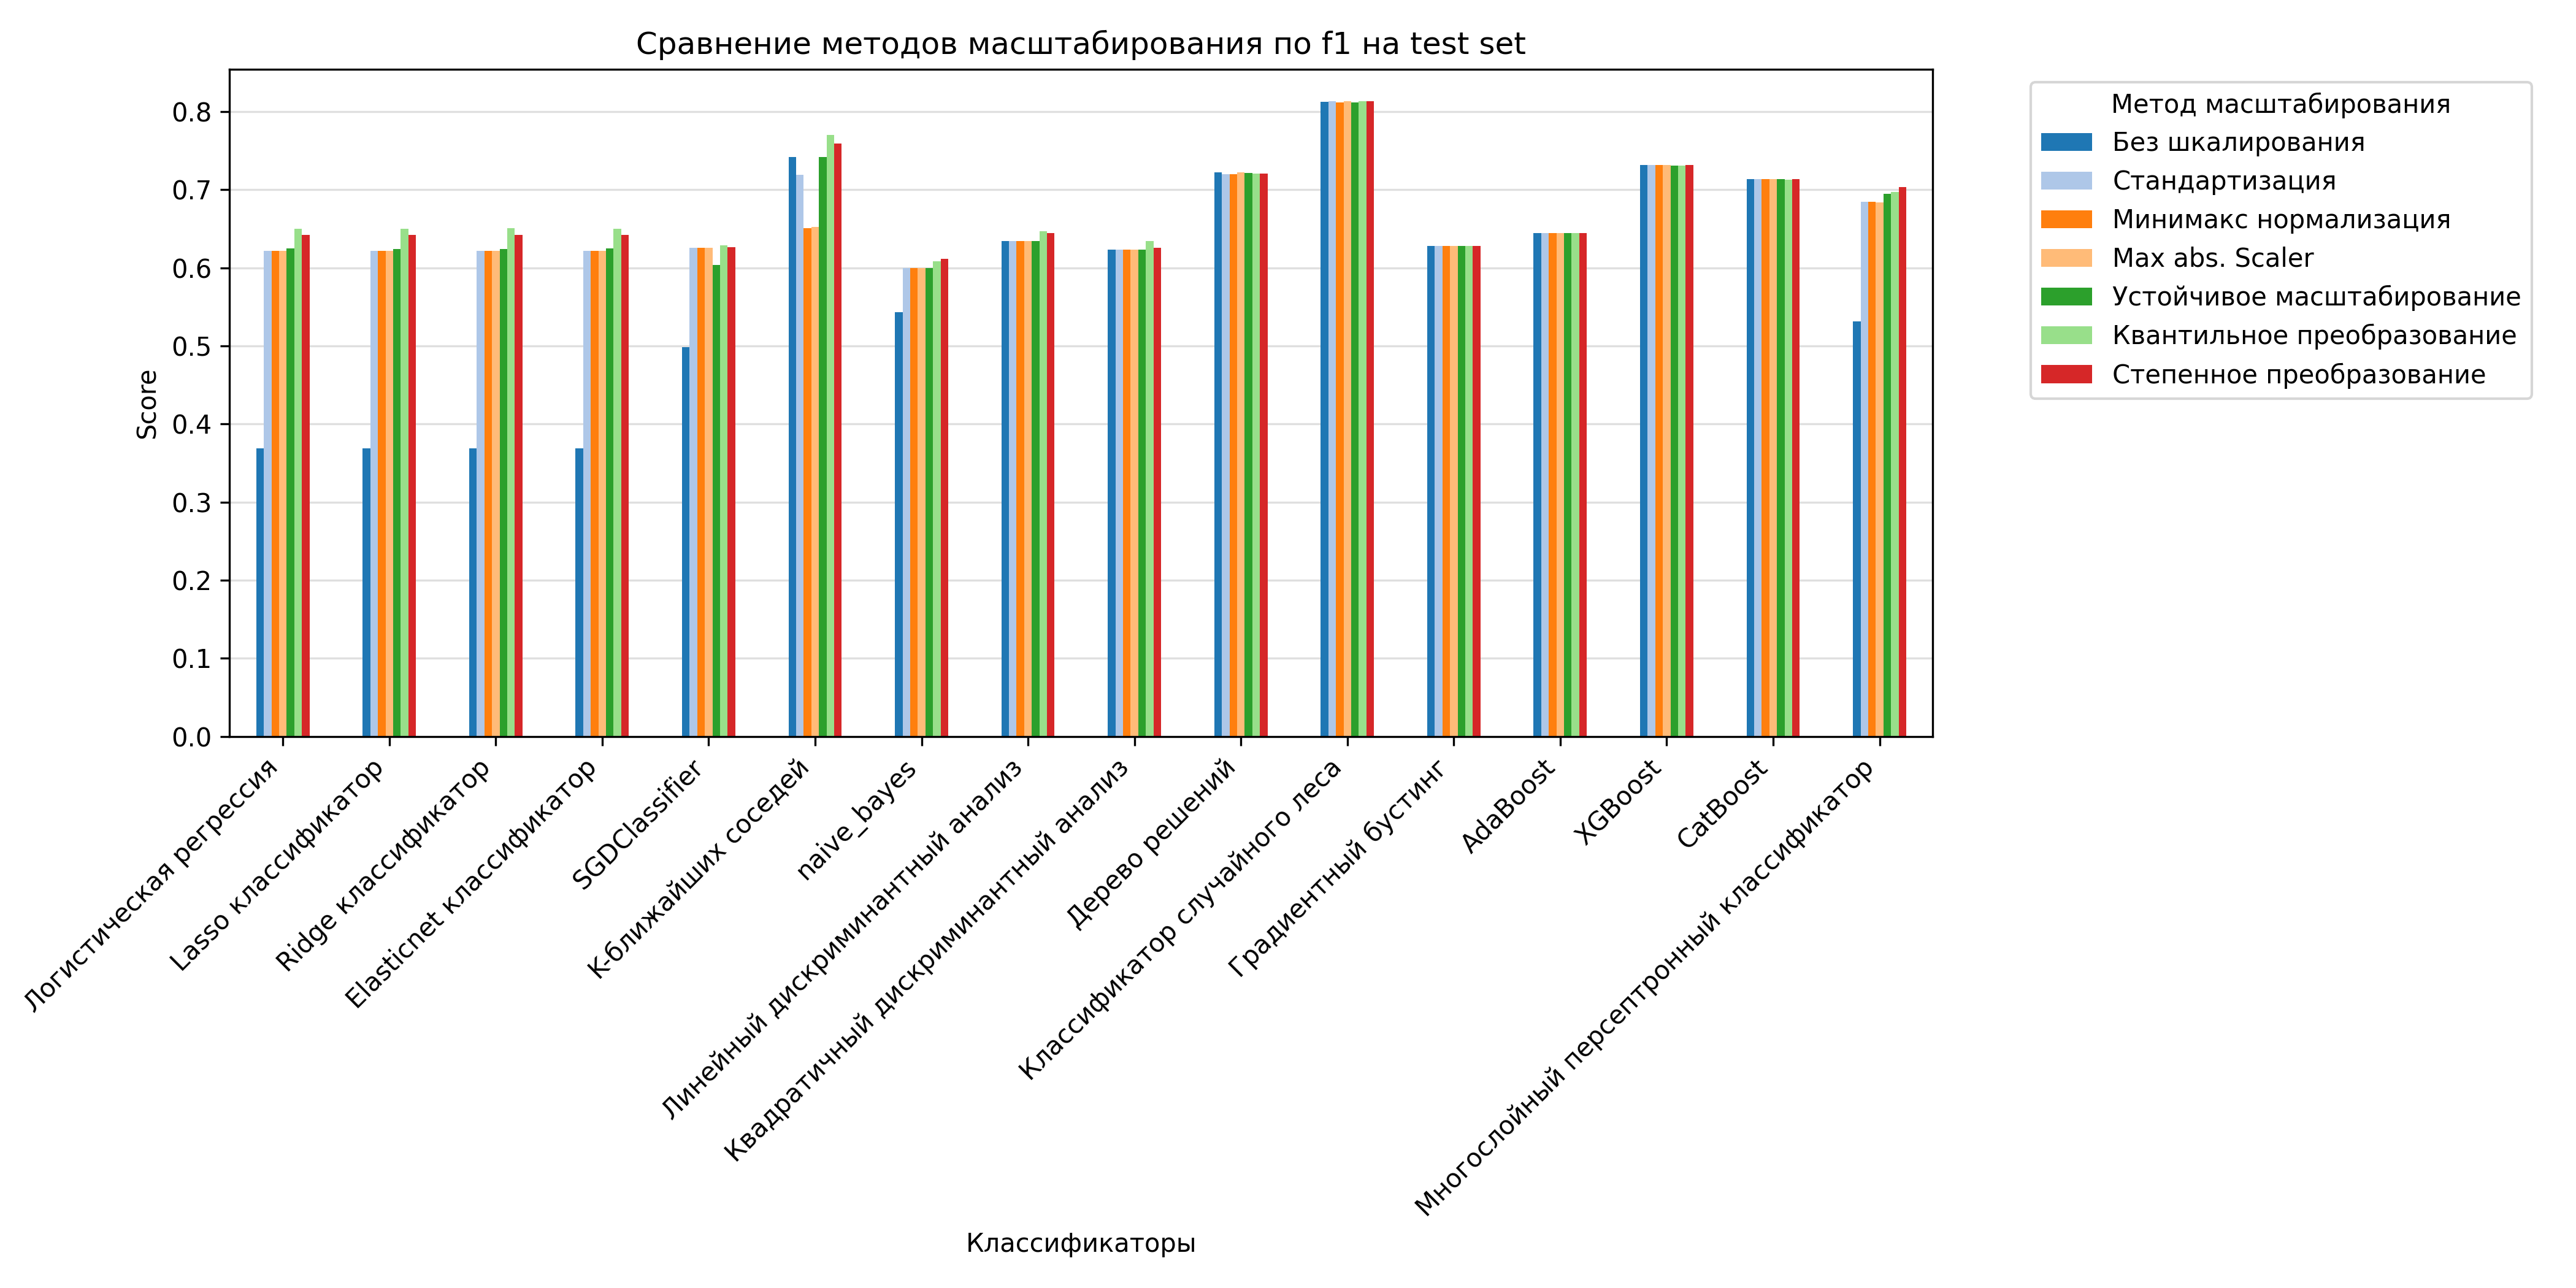 Сравнение методов масштабирования по f1 на test set
Score
0.8
0.7
0.6
0.5
0.4
0.3
0.2
0.1
0.0
Логистическая регрессия
Lasso классификатор
Ridge классификатор
Elasticnet классификатор
SGDClassifier
К-ближайших соседей
naive_bayes
Линейный дискриминантный анализ
Квадратичный дискриминантный анализ
Дерево решений
Классификатор случайного леса
Градиентный бустинг
AdaBoost
XGBoost
CatBoost
Многослойный персептронный классификатор
Классификаторы
Метод масштабирования
Без шкалирования
Стандартизация
Минимакс нормализация
Max abs. Scaler
Устойчивое масштабирование
Квантильное преобразование
Степенное преобразование